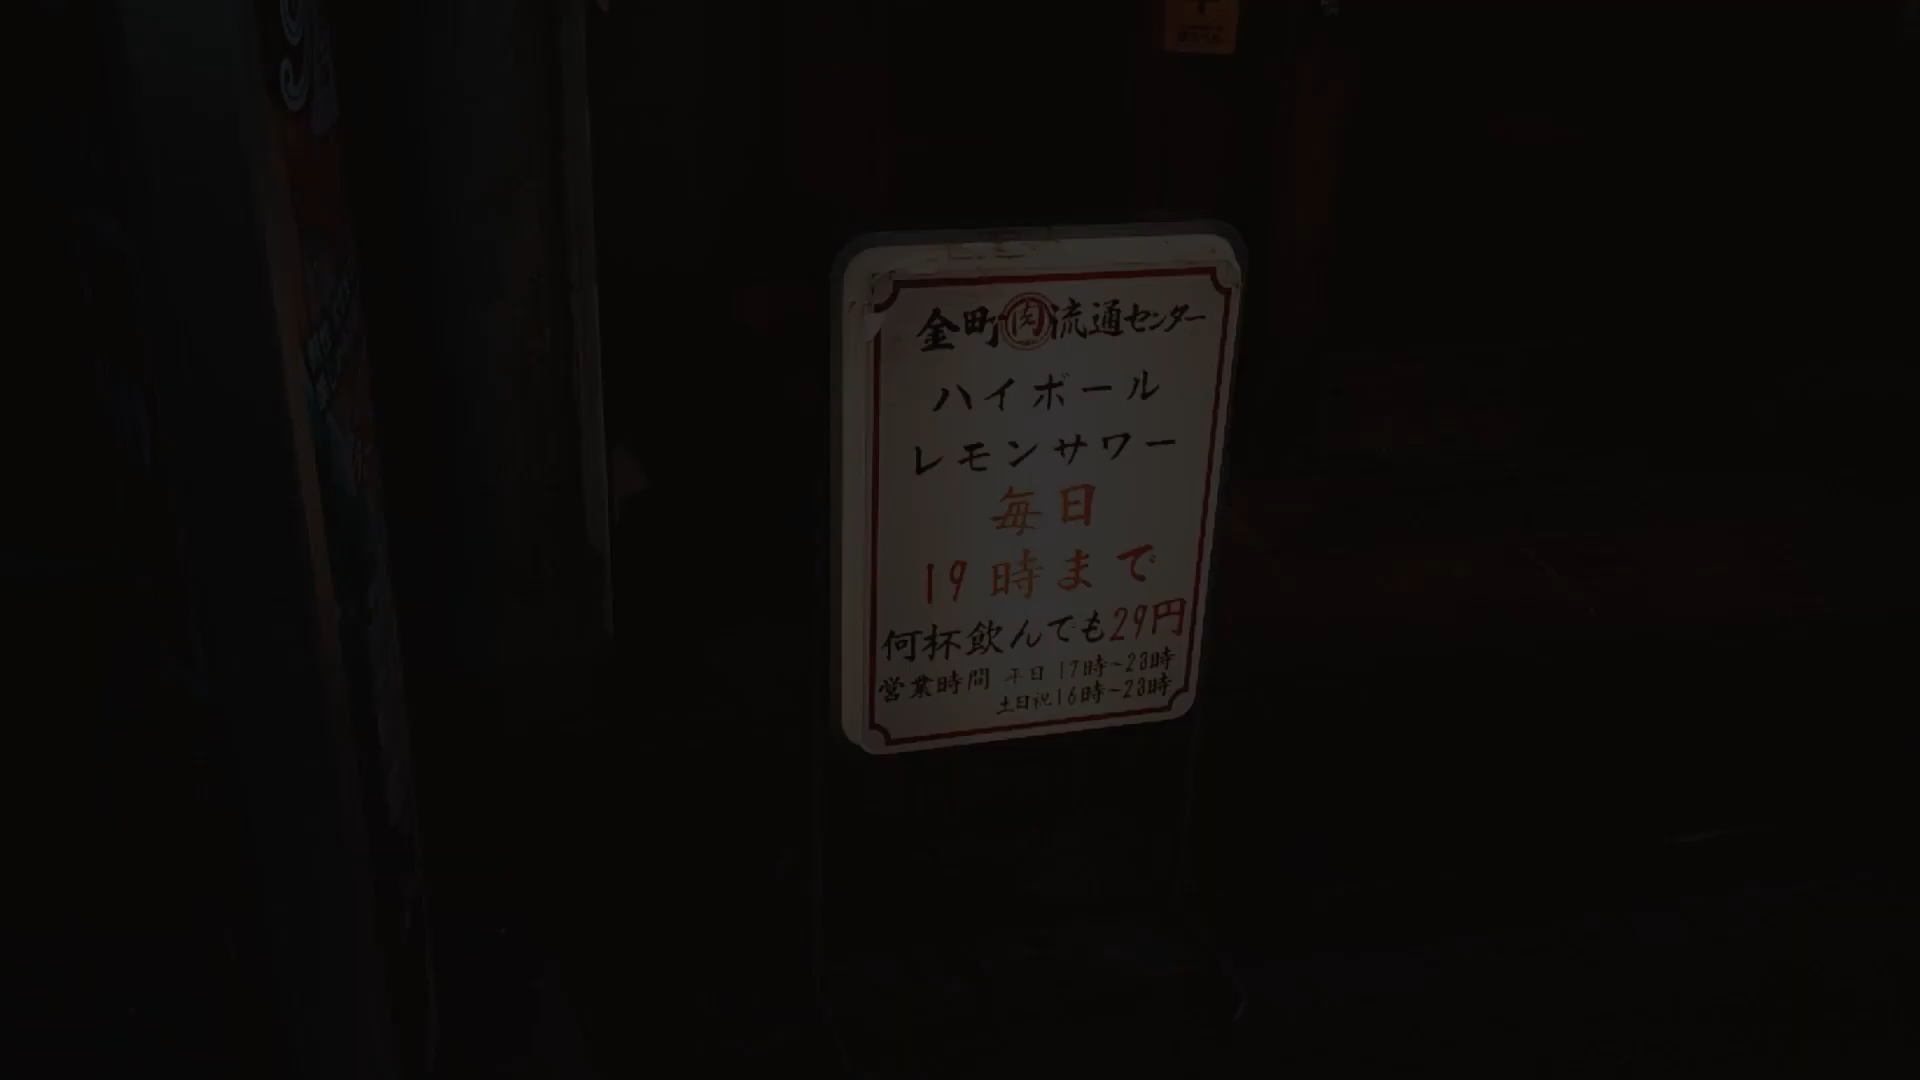 金町肉流通センター
ハイボール
レモンサワー
毎日
19時まで
何杯飲んでも29円
営業時間 平日 17時~23時
土日祝16時~23時